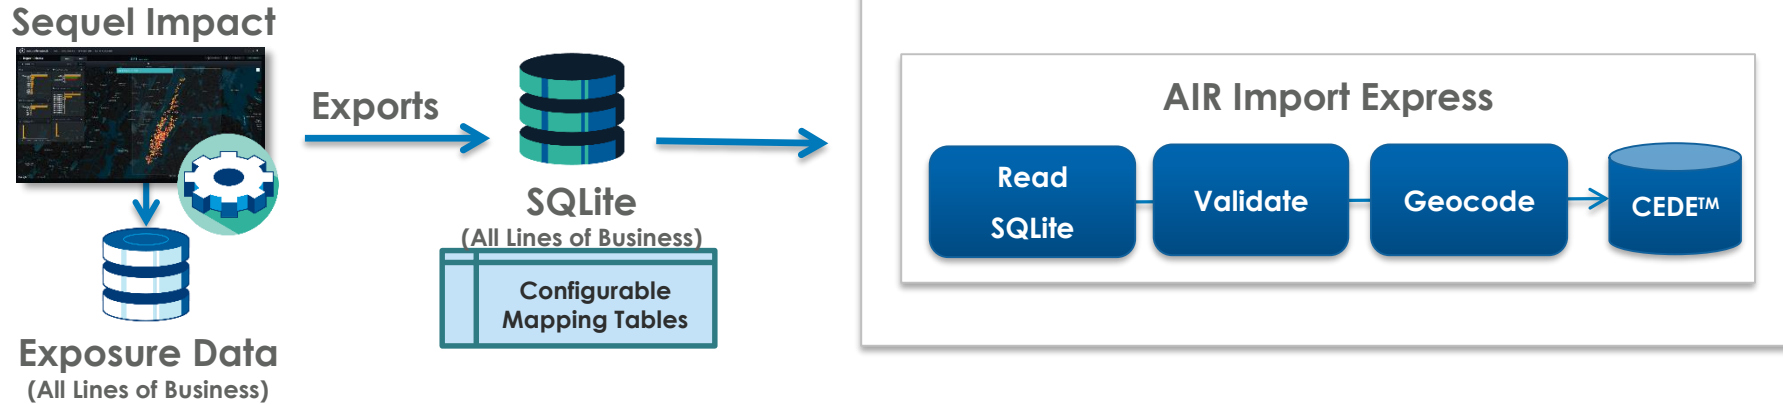 Sequel Impact
Exports
SQLite
(All Lines of Business)
Configurable
Mapping Tables
Exposure Data
(All Lines of Business)
AIR Import Express
Read
SQLite
Validate
Geocode
CEDE™